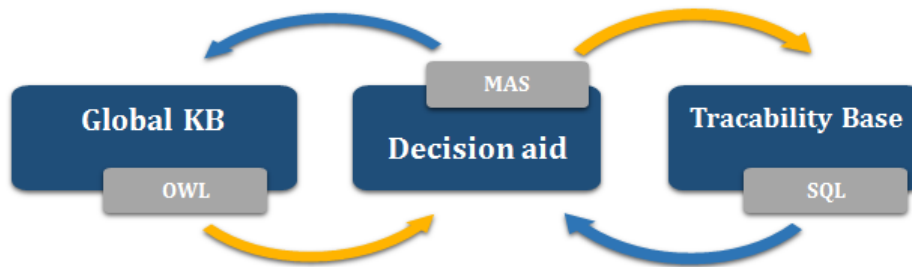 Global KB
OWL
MAS
Decision aid
Tracability Base
SQL